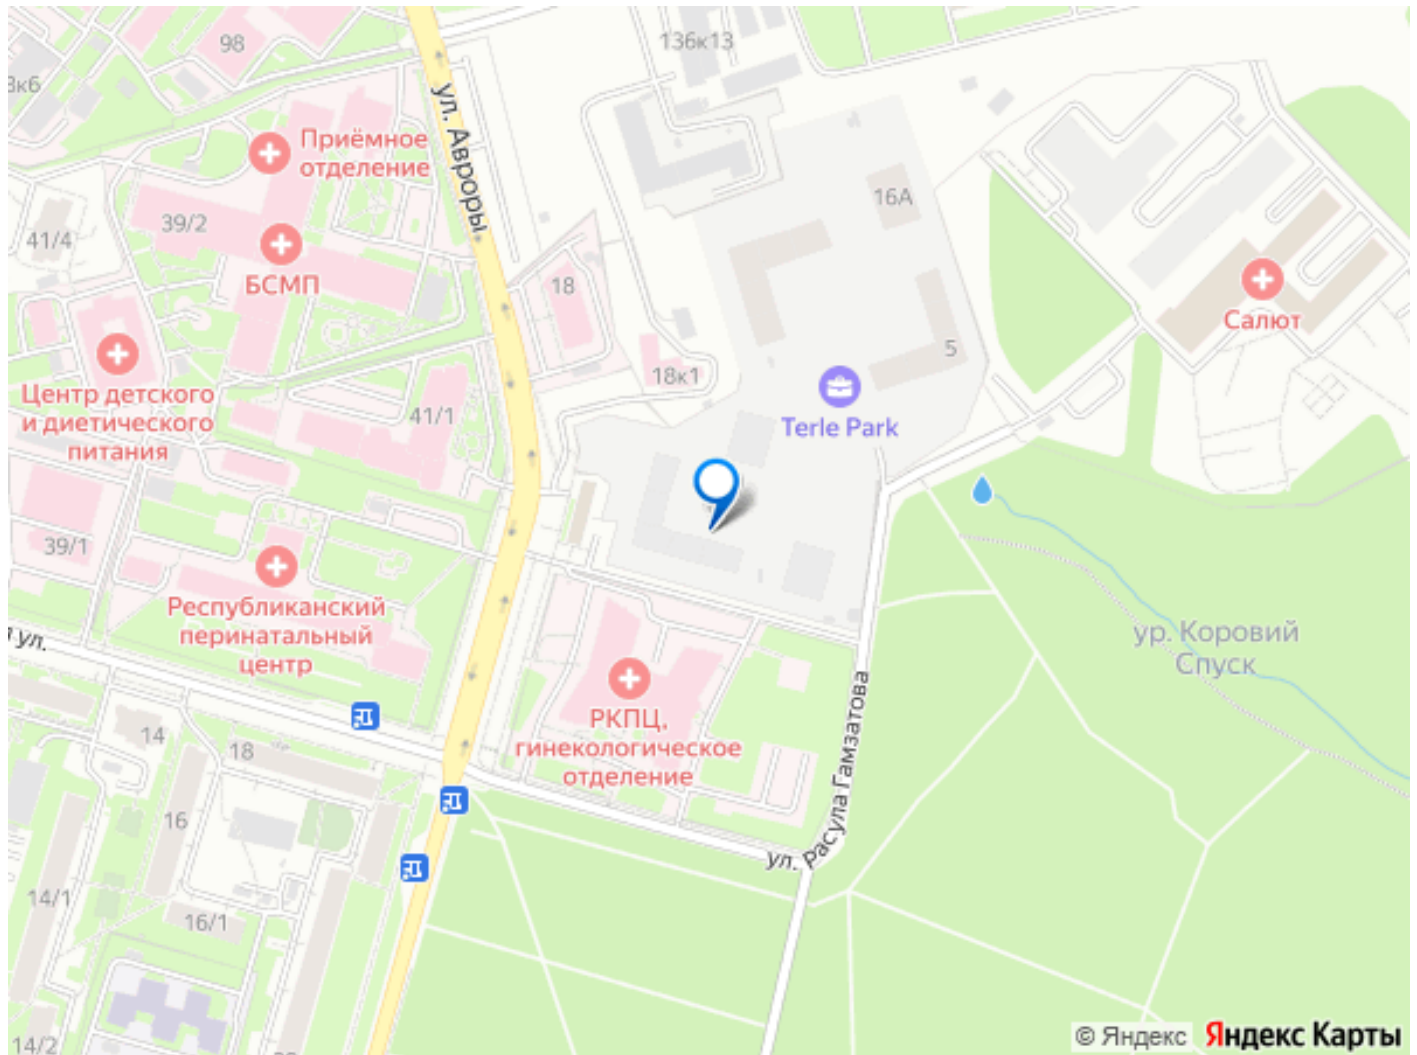 98
136к13
3к6
ул. Авроры
Приёмное
отделение
16А
39/2
41/4
БСМП
18
Салют
5
18к1
Центр детского
и диетического
питания
41/1
Terle Park
39/1
Республиканский
перинатальный
центр
ул.
ур. Коровий
Спуск
РКПЦ,
гинекологическое
отделение
14
18
16
ул. Расула Гамзатова
14/1
16/1
14/2
© Яндекс Яндекс Карты